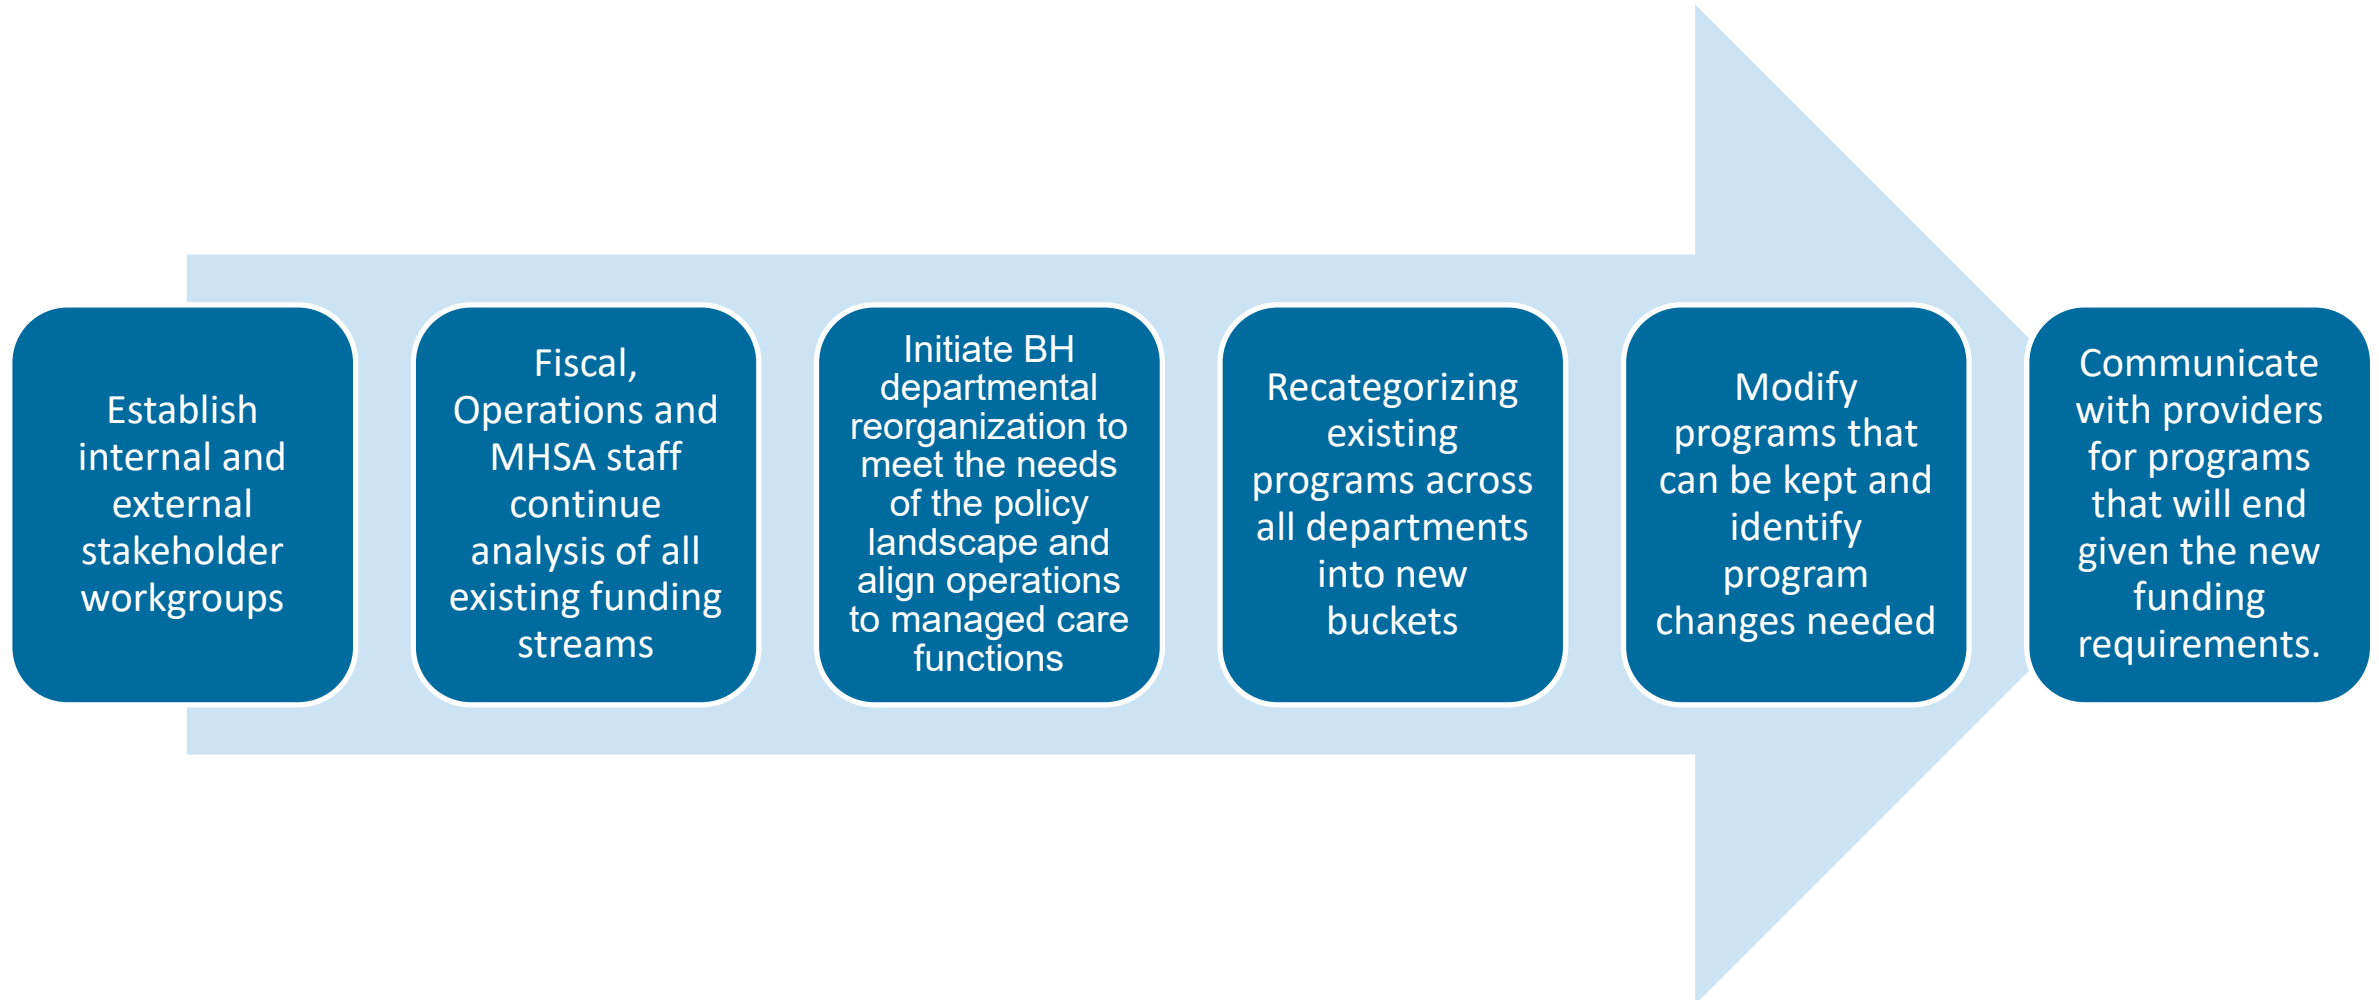 Establish
internal and
external
stakeholder
workgroups
Fiscal,
Operations and
MHSA staff
continue
analysis of all
existing funding
streams
Initiate BH
departmental
reorganization to
meet the needs
of the policy
landscape and
align operations
to managed care
functions
Recategorizing
existing
programs across
all departments
into new
buckets
Modify
programs that
can be kept and
identify
program
changes needed
Communicate
with providers
for programs
that will end
given the new
funding
requirements.